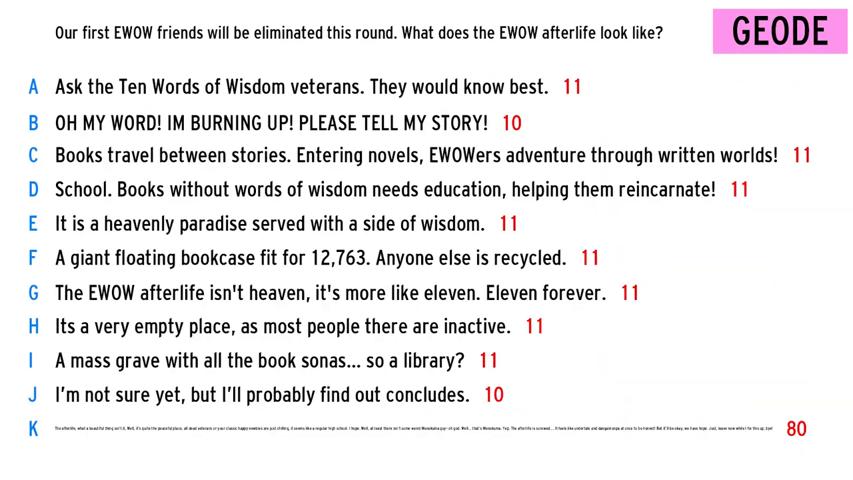 Our first EWOW friends will be eliminated this round. What does the EWOW afterlife look like?
GEODE
A Ask the Ten Words of Wisdom veterans. They would know best. 11
B OH MY WORD! IM BURNING UP! PLEASE TELL MY STORY! 10
C Books travel between stories. Entering novels, EWOWers adventure through written worlds! 11
D School. Books without words of wisdom needs education, helping them reincarnate! 11
E It is a heavenly paradise served with a side of wisdom. 11
F A giant floating bookcase fit for 12,763. Anyone else is recycled. 11
G The EWOW afterlife isn't heaven, it's more like eleven. Eleven forever. 11
H Its a very empty place, as most people there are inactive. 11
I A mass grave with all the book sonas... so a library? 11
J I'm not sure yet, but I'll probably find out concludes. 10
K 80